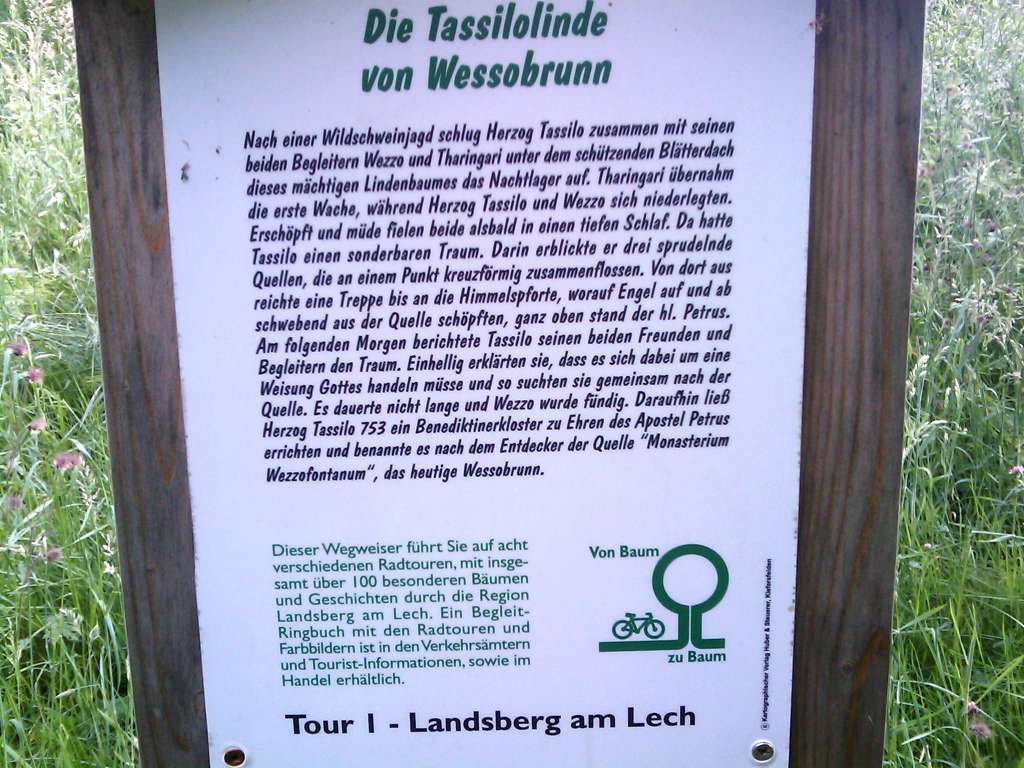 Die Tassilolinde
von Wessobrunn
Nach einer Wildschweinjagd schlug Herzog Tassilo zusammen mit seinen
beiden Begleitern Wezzo und Tharingari unter dem schützenden Blätterdach
dieses mächtigen Lindenbaumes das Nachtlager auf. Tharingari übernahm
die erste Wache, während Herzog Tassilo und Wezzo sich niederlegten.
Erschöpft und müde fielen beide alsbald in einen tiefen Schlaf. Da hatte
Tassilo einen sonderbaren Traum. Darin erblickte er drei sprudelnde
Quellen, die an einem Punkt kreuzförmig zusammenflossen. Von dort aus
reichte eine Treppe bis an die Himmelspforte, worauf Engel auf und ab
schwebend aus der Quelle schöpften, ganz oben stand der hl. Petrus.
Am folgenden Morgen berichtete Tassilo seinen beiden Freunden und
Begleitern den Traum. Einhellig erklärten sie, dass es sich dabei um eine
Weisung Gottes handeln müsse und so suchten sie gemeinsam nach der
Quelle. Es dauerte nicht lange und Wezzo wurde fündig. Daraufhin ließ
Herzog Tassilo 753 ein Benediktinerkloster zu Ehren des Apostel Petrus
errichten und benannte es nach dem Entdecker der Quelle "Monasterium
Wezzofontanum", das heutige Wessobrunn.
Dieser Wegweiser führt Sie auf acht
verschiedenen Radtouren, mit insge-
samt über 100 besonderen Bäumen
und Geschichten durch die Region
Landsberg am Lech. Ein Begleit-
Ringbuch mit den Radtouren und
Farbbildern ist in den Verkehrsämtern
und Tourist-Informationen, sowie im
Handel erhältlich.
Von Baum
zu Baum
© Kartographischer Verlag Huber & Stauerer, Kiefersfelden
Tour 1 - Landsberg am Lech